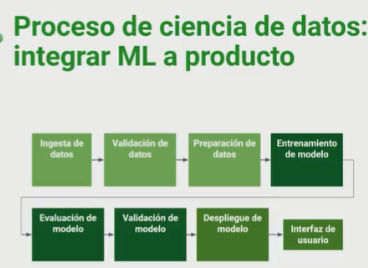 Proceso de ciencia de datos:
integrar ML a producto
Ingesta de
datos
Validación de
datos
Preparación de
datos
Entrenamiento
de modelo
Evaluación de
modelo
Validación de
modelo
Despliegue de
modelo
Interfaz de
usuario